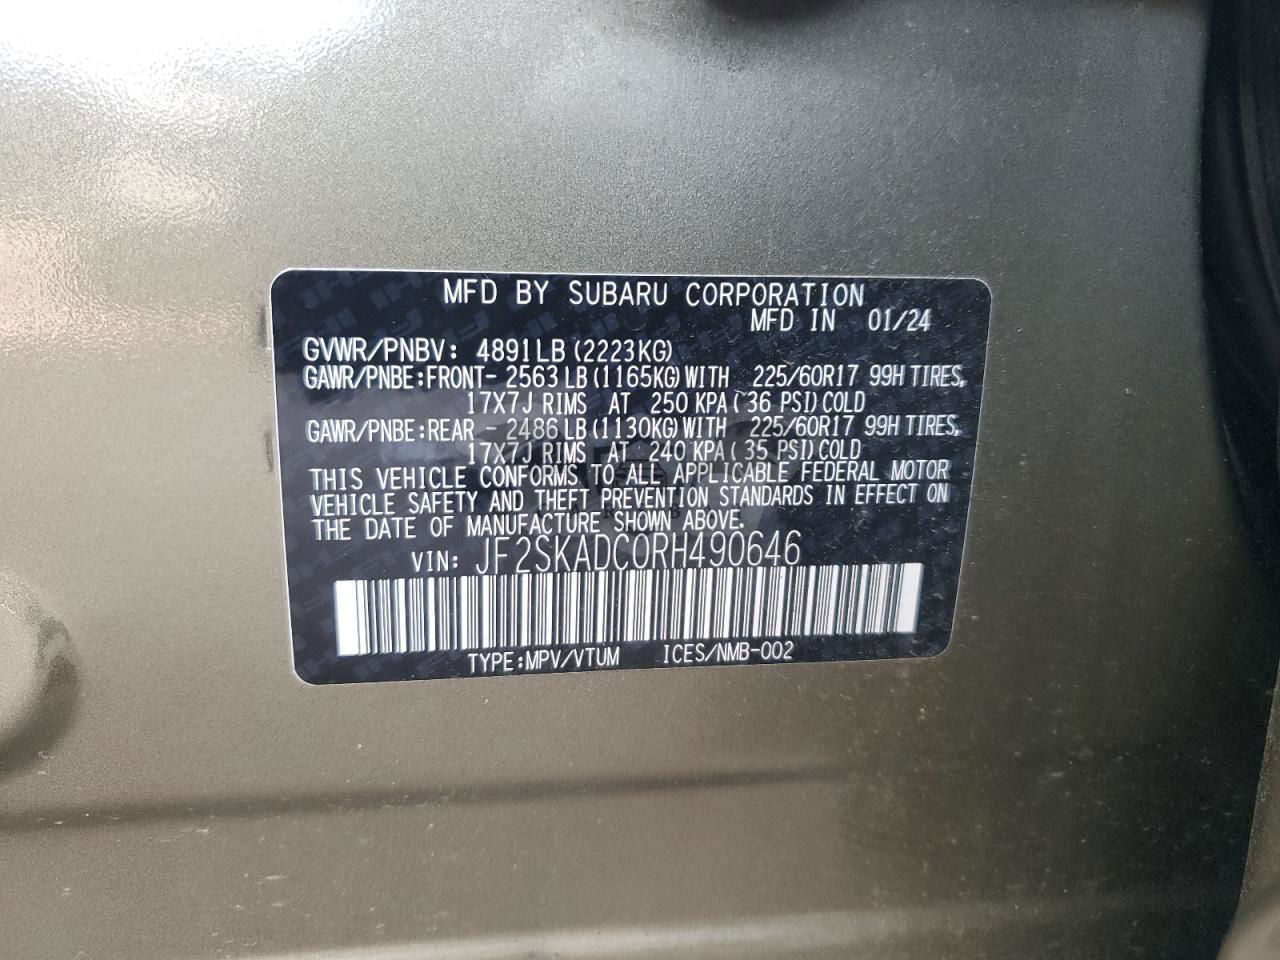 MFD BY SUBARU CORPORATION
MFD IN 01/24
GVWR/PNBV: 4891LB (2223KG)
GAWR/PNBE:FRONT- 2563 LB (1165KG) WITH 225/60R17 99H TIRES,
17X7J RIMS AT 250 KPA ( 36 PSI) COLD
GAWR/PNBE:REAR - 2486 LB (1130KG) WITH 225/60R17 99H TIRES,
17X7J RIMS AT 240 KPA ( 35 PSI) COLD
THIS VEHICLE CONFORMS TO ALL APPLICABLE FEDERAL MOTOR
VEHICLE SAFETY AND THEFT PREVENTION STANDARDS IN EFFECT ON
THE DATE OF MANUFACTURE SHOWN ABOVE.
VIN: JF2SKADC0RH490646
TYPE:MPV/VTUM ICES/NMB-002